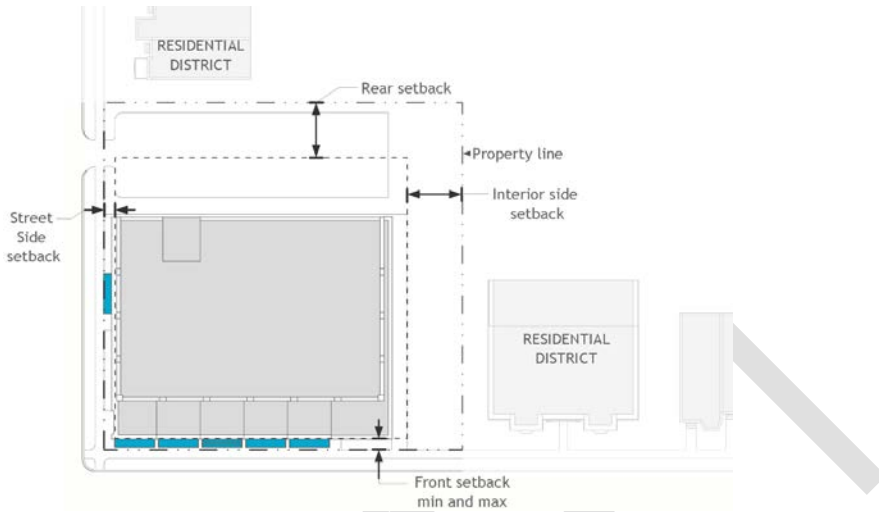 RESIDENTIAL
DISTRICT
Rear setback
Property line
Interior side
setback
Street
Side
setback
RESIDENTIAL
DISTRICT
Front setback
min and max